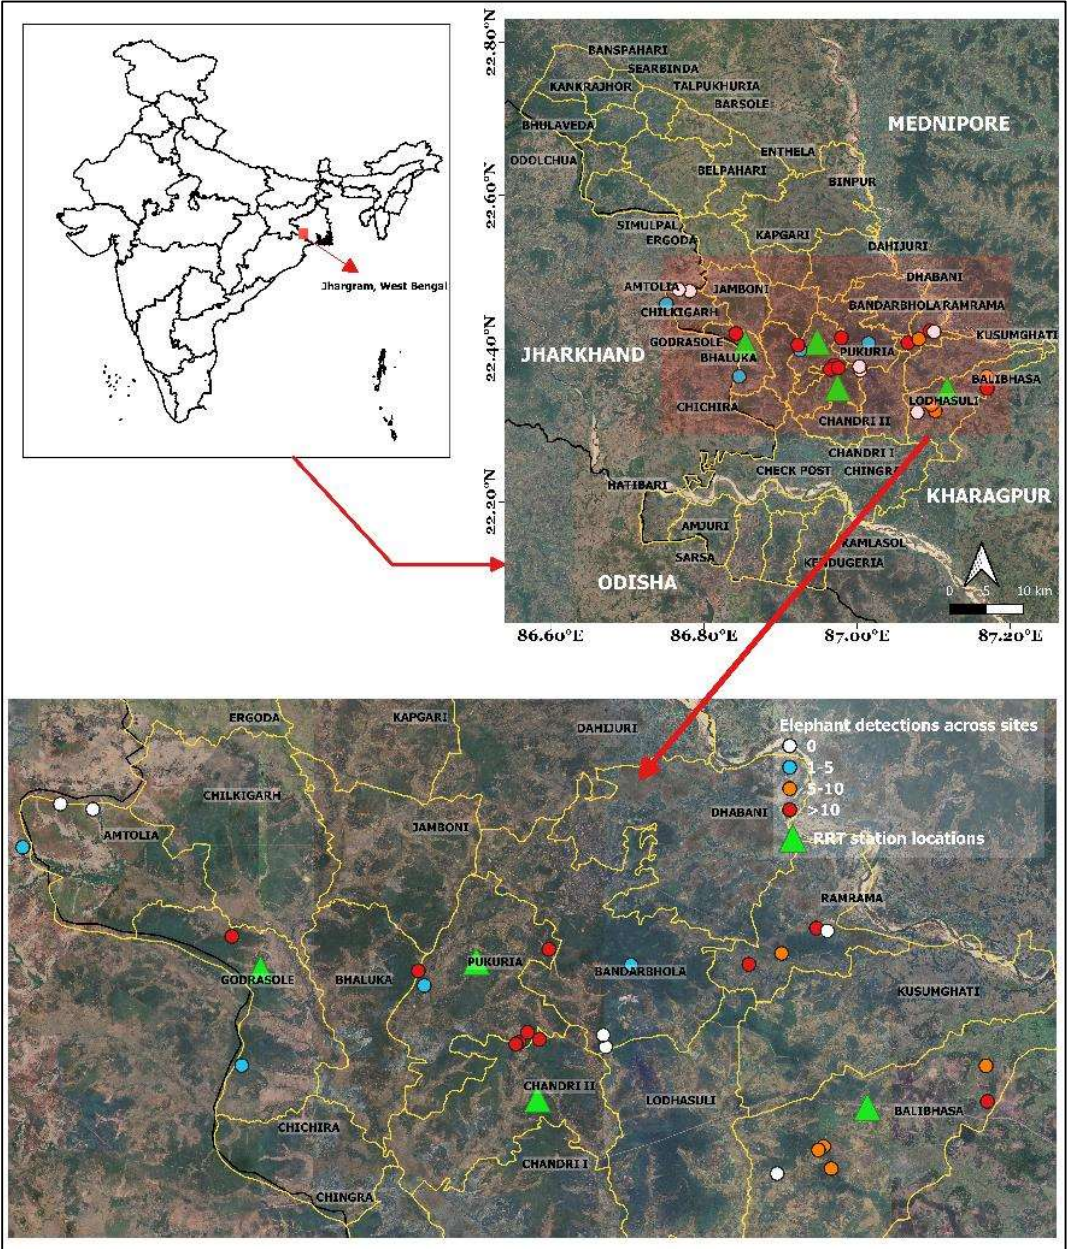 Jhargram, West Bengal
22.80°N
22.60°N
22.40°N
22.20°N
86.60°E
86.80°E
87.00°E
87.20°E
BANSPAHARI
SEARBINDA
KANKRAJHOR
TALPUKHURIA
BARSOLE
BHULAVEDA
MEDNIPORE
ODOLCHUA
ENTHELA
BELPAHARI
BINPUR
SIMULPAL
ERGODA
KAPGARI
DAHIJURI
DHABANI
AMTOLIA
JAMBONI
CHILKIGARH
BANDARBHOLA
RAMRAMA
KUSUMGHATI
GODRASOLE
JHARKHAND
BHALUKA
PUKURIA
BALIBHASA
LODHASULI
CHICHIRA
CHANDRI II
CHANDRI I
CHECK POST
CHINGRA
HATIBARI
KHARAGPUR
AMJURI
RAMLASOL
SARSA
KENDUGERIA
ODISHA
0 5 10 km
ERGODA
KAPGARI
DAHIJURI
Elephant detections across sites
0
1-5
5-10
>10
RRT station locations
CHILKIGARH
DHABANI
AMTOLIA
JAMBONI
RAMRAMA
GODRASOLE
BHALUKA
PUKURIA
BANDARBHOLA
KUSUMGHATI
CHANDRI II
LODHASULI
BALIBHASA
CHICHIRA
CHANDRI I
CHINGRA